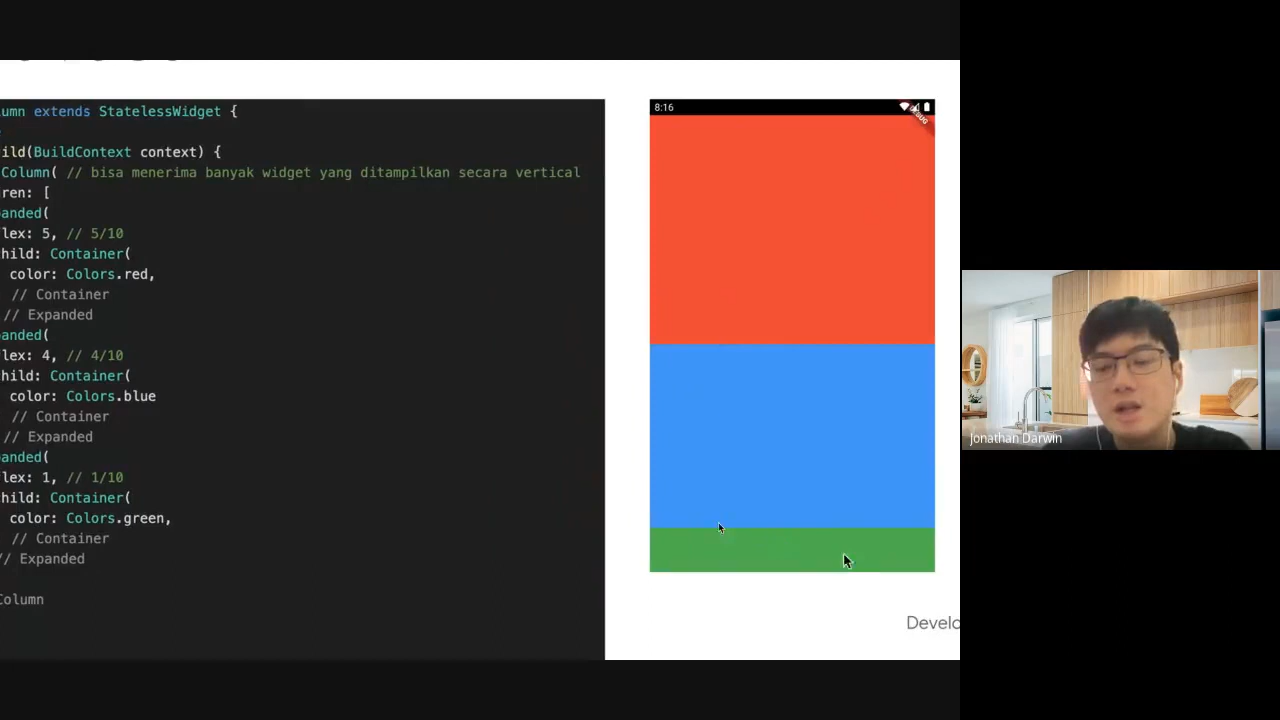 umn extends StatelessWidget {
ild(BuildContext context) {
Column( // bisa menerima banyak widget yang ditampilkan secara vertical
ren: [
anded(
lex: 5, // 5/10
hild: Container(
color: Colors.red,
// Container
// Expanded
anded(
lex: 4, // 4/10
hild: Container(
color: Colors.blue
// Container
// Expanded
anded(
lex: 1, // 1/10
hild: Container(
color: Colors.green,
// Container
// Expanded
Column
8:16
DEBUG
Develo
Jonathan Darwin